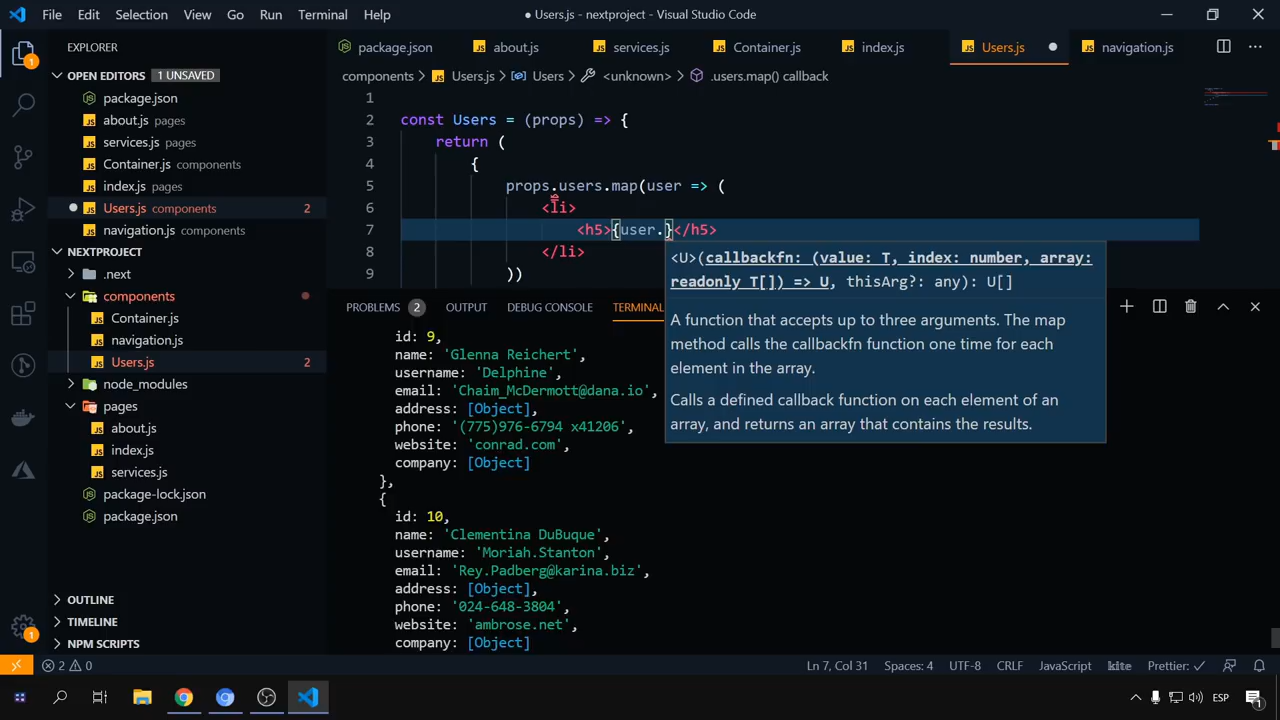 File Edit Selection View Go Run Terminal Help
● Users.js - nextproject - Visual Studio Code
EXPLORER
OPEN EDITORS 1 UNSAVED
package.json
about.js pages
services.js pages
Container.js components
index.js pages
Users.js components 2
navigation.js components
NEXTPROJECT
.next
components
Container.js
navigation.js
Users.js 2
node_modules
pages
about.js
index.js
services.js
package-lock.json
package.json
OUTLINE
TIMELINE
NPM SCRIPTS
1
1
package.json about.js services.js Container.js index.js Users.js navigation.js
components > Users.js > Users > <unknown> > .users.map() callback
1
2 const Users = (props) => {
3 return (
4 {
5 props.users.map(user => (
6 <li>
7 <h5>{user.}</h5>
8 </li>
9 ))
<U>(callbackfn: (value: T, index: number, array:
readonly T[]) => U, thisArg?: any): U[]
A function that accepts up to three arguments. The map
method calls the callbackfn function one time for each
element in the array.
Calls a defined callback function on each element of an
array, and returns an array that contains the results.
PROBLEMS 2 OUTPUT DEBUG CONSOLE TERMINAL
id: 9,
name: 'Glenna Reichert',
username: 'Delphine',
email: 'Chaim_McDermott@dana.io',
address: [Object],
phone: '(775)976-6794 x41206',
website: 'conrad.com',
company: [Object]
},
{
id: 10,
name: 'Clementina DuBuque',
username: 'Moriah.Stanton',
email: 'Rey.Padberg@karina.biz',
address: [Object],
phone: '024-648-3804',
website: 'ambrose.net',
company: [Object]
2 0 Ln 7, Col 31 Spaces: 4 UTF-8 CRLF JavaScript kite Prettier: ✓
ESP 1